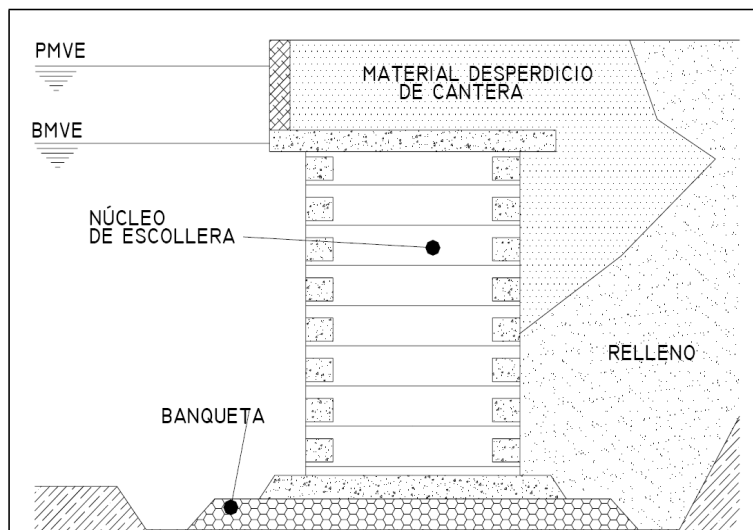 PMVE
MATERIAL DESPERDICIO
DE CANTERA
BMVE
NÚCLEO
DE ESCOLLERA
RELLENO
BANQUETA